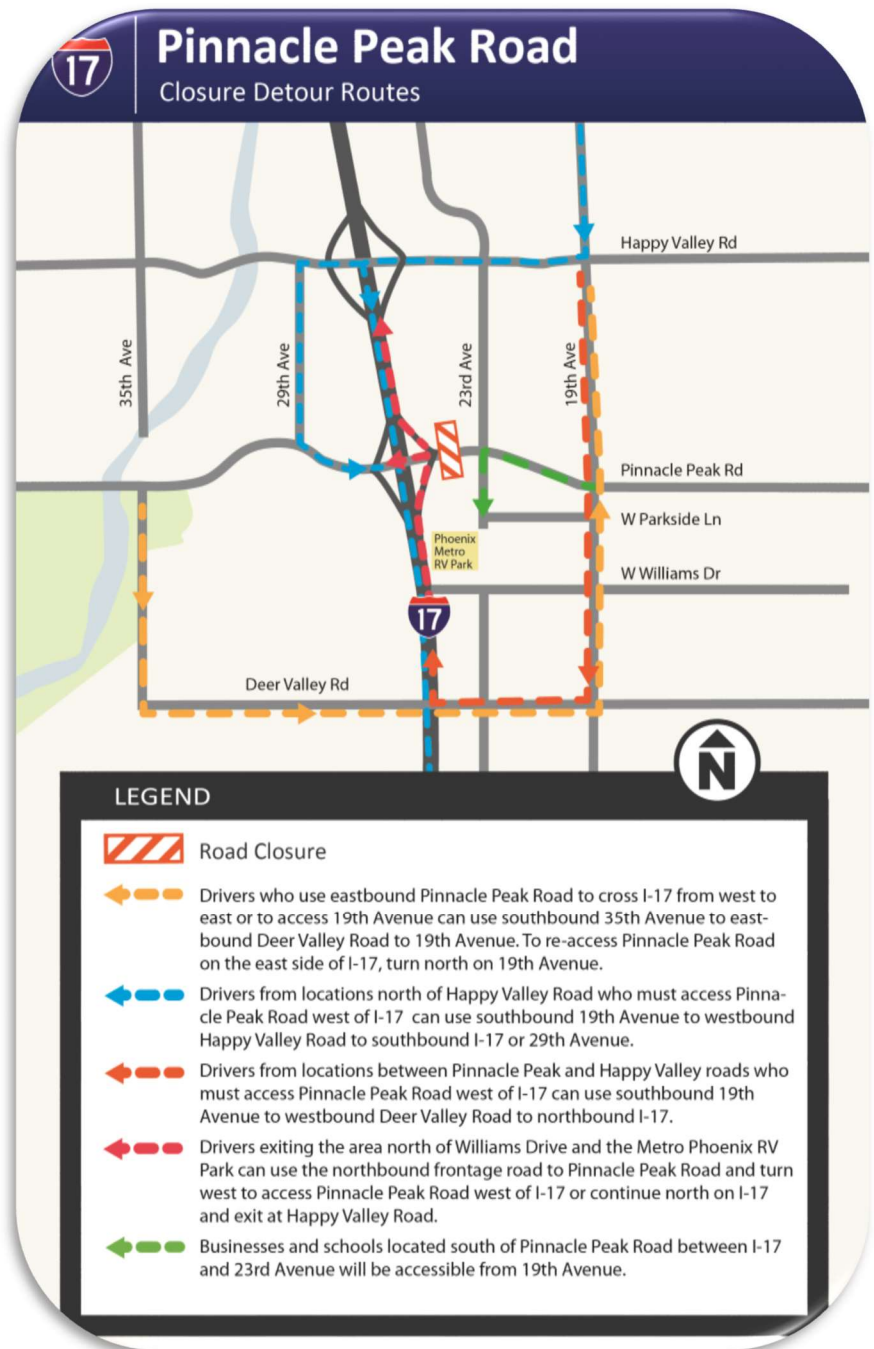 17
Pinnacle Peak Road
Closure Detour Routes
Happy Valley Rd
35th Ave
29th Ave
23rd Ave
19th Ave
Pinnacle Peak Rd
W Parkside Ln
Phoenix
Metro
RV Park
W Williams Dr
17
Deer Valley Rd
N
LEGEND
Road Closure
Drivers who use eastbound Pinnacle Peak Road to cross I-17 from west to
east or to access 19th Avenue can use southbound 35th Avenue to east-
bound Deer Valley Road to 19th Avenue. To re-access Pinnacle Peak Road
on the east side of I-17, turn north on 19th Avenue.
Drivers from locations north of Happy Valley Road who must access Pinna-
cle Peak Road west of I-17 can use southbound 19th Avenue to westbound
Happy Valley Road to southbound I-17 or 29th Avenue.
Drivers from locations between Pinnacle Peak and Happy Valley roads who
must access Pinnacle Peak Road west of I-17 can use southbound 19th
Avenue to westbound Deer Valley Road to northbound I-17.
Drivers exiting the area north of Williams Drive and the Metro Phoenix RV
Park can use the northbound frontage road to Pinnacle Peak Road and turn
west to access Pinnacle Peak Road west of I-17 or continue north on I-17
and exit at Happy Valley Road.
Businesses and schools located south of Pinnacle Peak Road between I-17
and 23rd Avenue will be accessible from 19th Avenue.